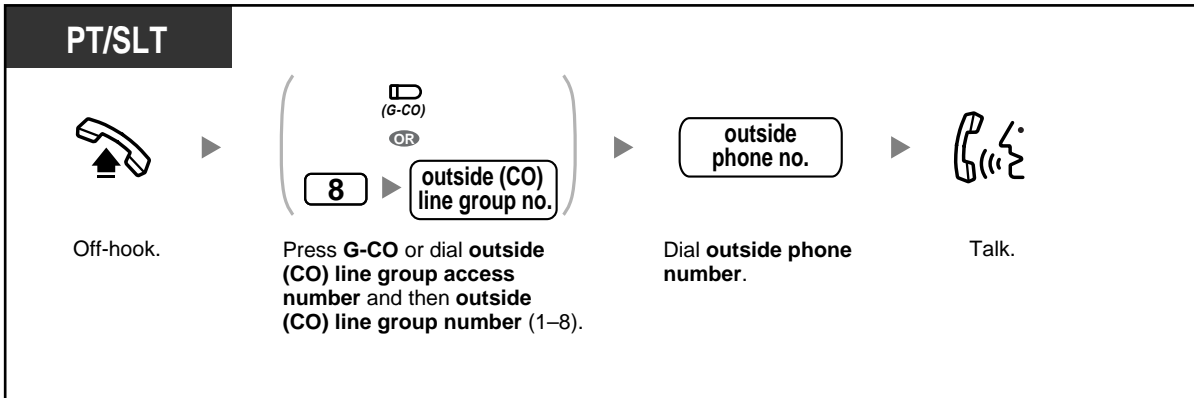 PT/SLT
(G-CO)
OR
8
outside (CO)
line group no.
outside
phone no.
Off-hook.
Press G-CO or dial outside
(CO) line group access
number and then outside
(CO) line group number (1–8).
Dial outside phone
number.
Talk.